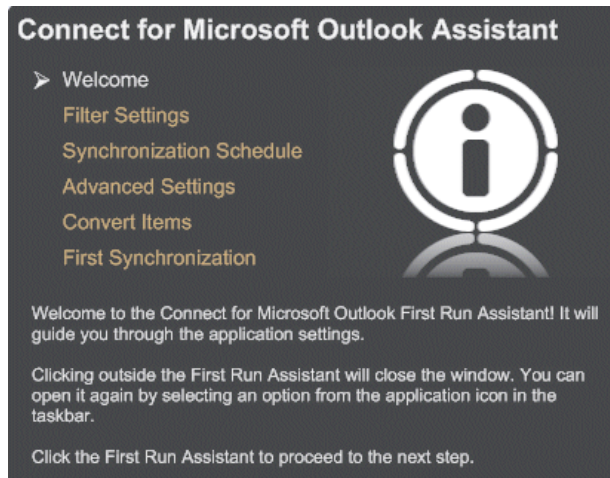 Connect for Microsoft Outlook Assistant
Welcome
Filter Settings
Synchronization Schedule
Advanced Settings
Convert Items
First Synchronization
Welcome to the Connect for Microsoft Outlook First Run Assistant! It will
guide you through the application settings.
Clicking outside the First Run Assistant will close the window. You can
open it again by selecting an option from the application icon in the
taskbar.
Click the First Run Assistant to proceed to the next step.